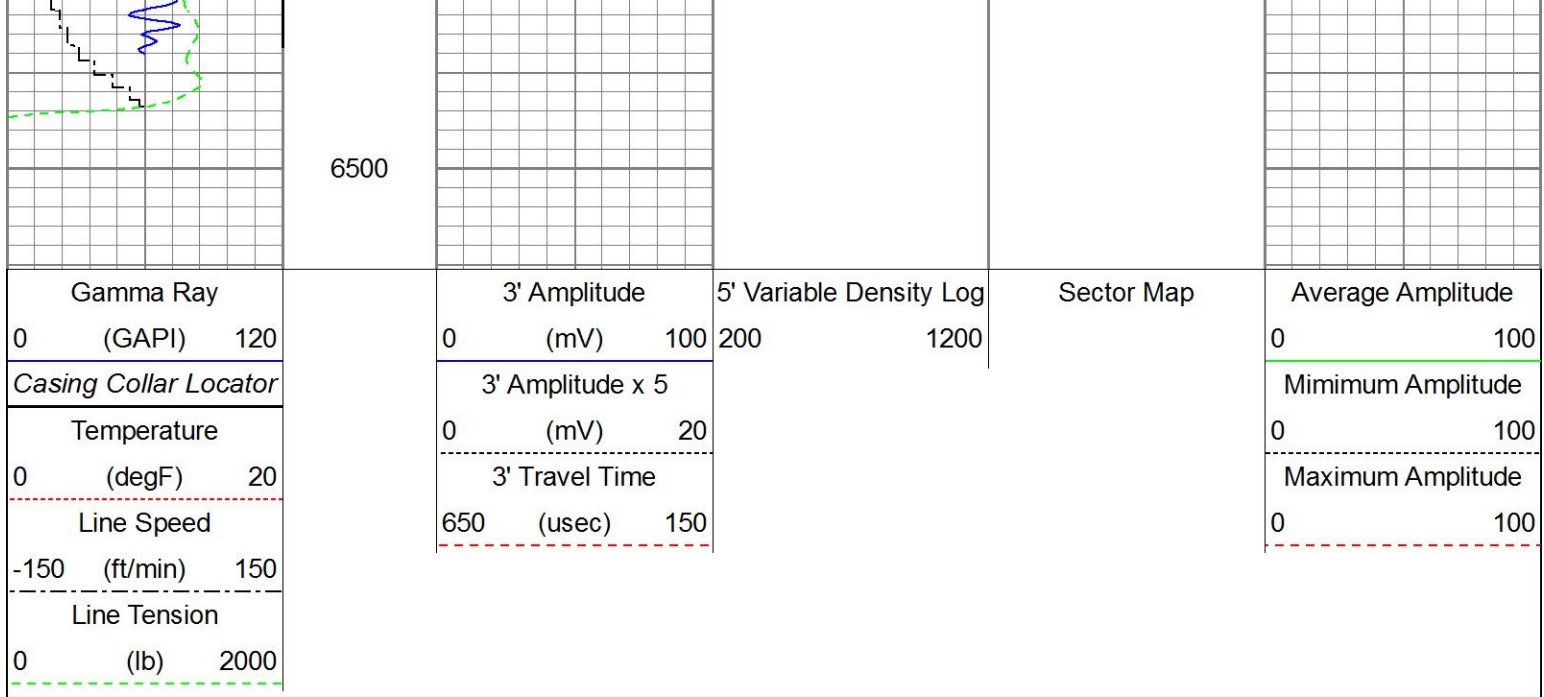 6500
Gamma Ray
0 (GAPI) 120
Casing Collar Locator
Temperature
0 (degF) 20
Line Speed
-150 (ft/min) 150
Line Tension
0 (lb) 2000
3' Amplitude
0 (mV) 100
3' Amplitude x 5
0 (mV) 20
3' Travel Time
650 (usec) 150
5' Variable Density Log
200 1200
Sector Map
Average Amplitude
0 100
Mimimum Amplitude
0 100
Maximum Amplitude
0 100